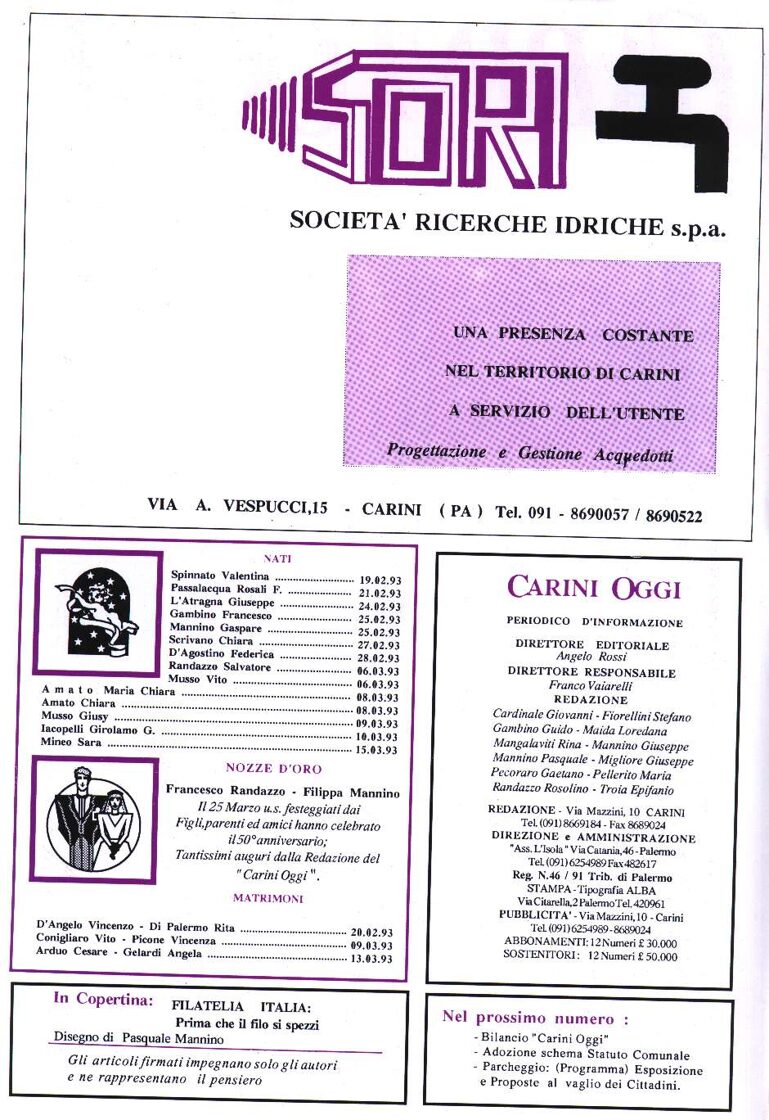 SORI
SOCIETA' RICERCHE IDRICHE s.p.a.
UNA PRESENZA COSTANTE
NEL TERRITORIO DI CARINI
A SERVIZIO DELL'UTENTE
Progettazione e Gestione Acquedotti
VIA A. VESPUCCI,15 - CARINI ( PA ) Tel. 091 - 8690057 / 8690522
NATI
Spinnato Valentina ........................ 19.02.93
Passalacqua Rosali F. ................... 21.02.93
L'Atragna Giuseppe ...................... 24.02.93
Gambino Francesco ...................... 25.02.93
Mannino Gaspare ......................... 25.02.93
Scrivano Chiara ............................ 27.02.93
D'Agostino Federica ..................... 28.02.93
Randazzo Salvatore ...................... 06.03.93
Musso Vito .................................... 06.03.93
Amato Maria Chiara ........................................... 08.03.93
Amato Chiara ...................................................... 08.03.93
Musso Giusy ........................................................ 09.03.93
Iacopelli Girolamo G. ......................................... 10.03.93
Mineo Sara .......................................................... 15.03.93
NOZZE D'ORO
Francesco Randazzo - Filippa Mannino
Il 25 Marzo u.s. festeggiati dai
Figli,parenti ed amici hanno celebrato
il 50° anniversario;
Tantissimi auguri dalla Redazione del
"Carini Oggi".
MATRIMONI
D'Angelo Vincenzo - Di Palermo Rita ............................ 20.02.93
Conigliaro Vito - Picone Vincenza ................................ 09.03.93
Arduo Cesare - Gelardi Angela .................................... 13.03.93
In Copertina: FILATELIA ITALIA:
Prima che il filo si spezzi
Disegno di Pasquale Mannino
Gli articoli firmati impegnano solo gli autori
e ne rappresentano il pensiero
CARINI OGGI
PERIODICO D'INFORMAZIONE
DIRETTORE EDITORIALE
Angelo Rossi
DIRETTORE RESPONSABILE
Franco Vaiarelli
REDAZIONE
Cardinale Giovanni - Fiorellini Stefano
Gambino Guido - Maida Loredana
Mangalaviti Rina - Mannino Giuseppe
Mannino Pasquale - Migliore Giuseppe
Pecoraro Gaetano - Pellerito Maria
Randazzo Rosolino - Troia Epifanio
REDAZIONE - Via Mazzini, 10 CARINI
Tel. (091) 8669184 - Fax 8689024
DIREZIONE e AMMINISTRAZIONE
"Ass. L'Isola" Via Catania,46 - Palermo
Tel. (091) 6254989 Fax 482617
Reg. N.46 / 91 Trib. di Palermo
STAMPA - Tipografia ALBA
Via Citarella,2 Palermo Tel. 420961
PUBBLICITA' - Via Mazzini,10 - Carini
Tel. (091) 6254989 - 8689024
ABBONAMENTI: 12 Numeri £ 30.000
SOSTENITORI: 12 Numeri £ 50.000
Nel prossimo numero :
- Bilancio "Carini Oggi"
- Adozione schema Statuto Comunale
- Parcheggio: (Programma) Esposizione
e Proposte al vaglio dei Cittadini.